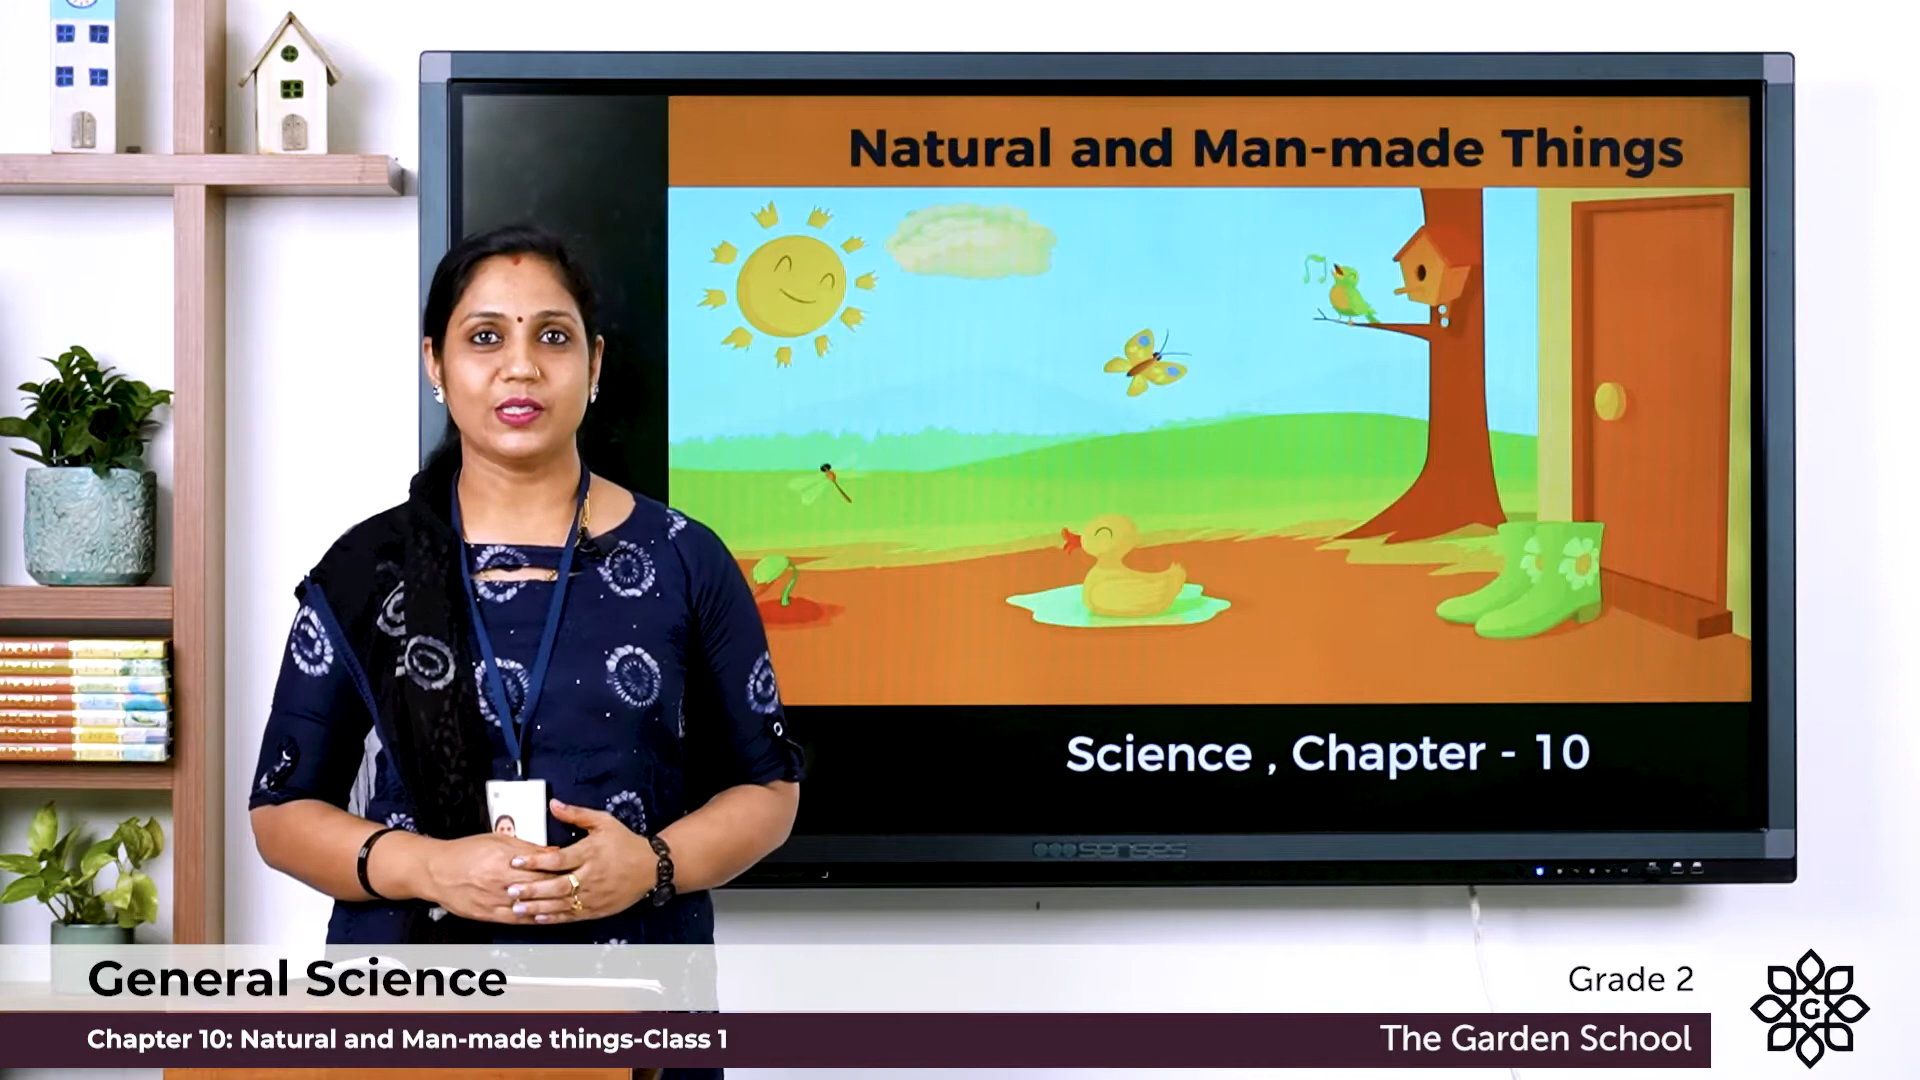 Natural and Man-made Things
Science , Chapter - 10
senses
General Science
Grade 2
Chapter 10: Natural and Man-made things-Class 1
The Garden School
G